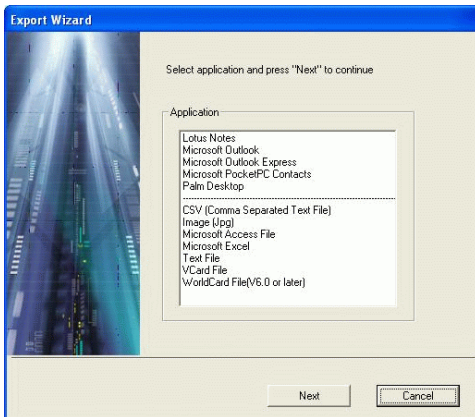 Export Wizard
Select application and press "Next" to continue
Application
Lotus Notes
Microsoft Outlook
Microsoft Outlook Express
Microsoft PocketPC Contacts
Palm Desktop
CSV (Comma Separated Text File)
Image (Jpg)
Microsoft Access File
Microsoft Excel
Text File
VCard File
WorldCard File(V6.0 or later)
Next
Cancel